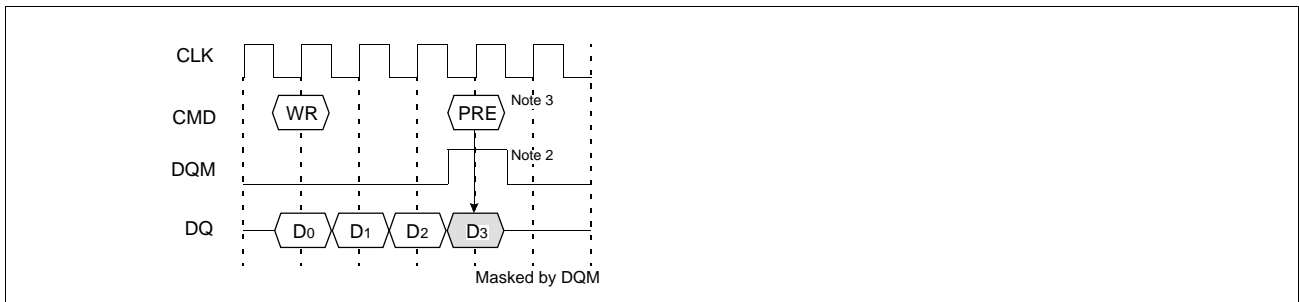 CLK
CMD WR PRE Note 3
DQM Note 2
DQ D0 D1 D2 D3
Masked by DQM